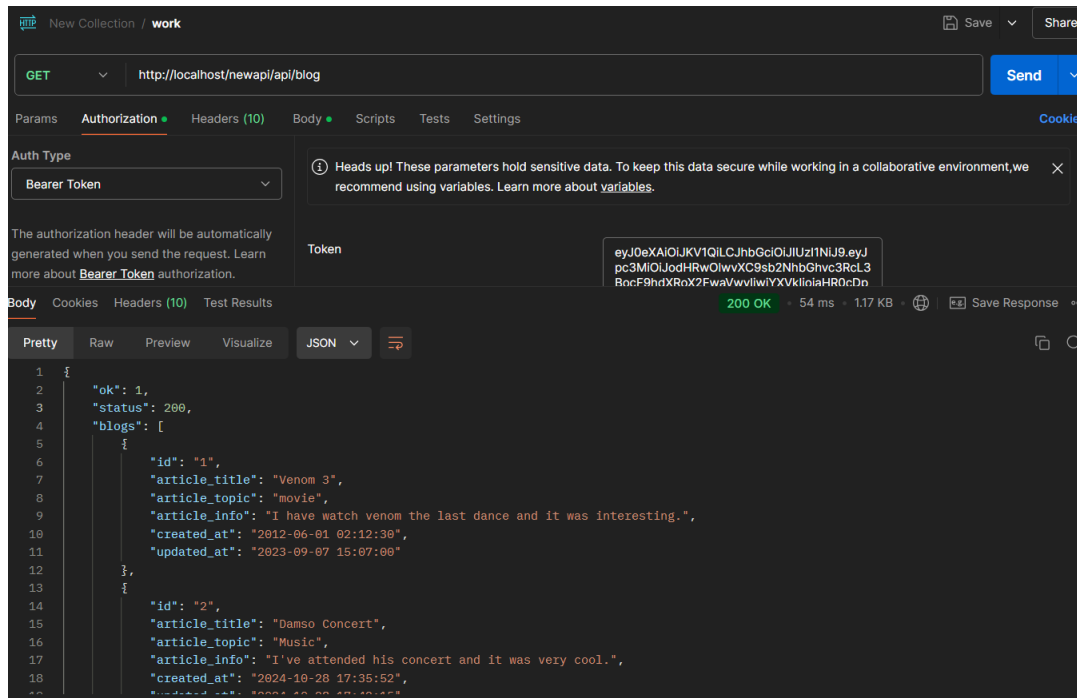 HTTP New Collection / work Save Share
GET http://localhost/newapi/api/blog Send
Params Authorization Headers (10) Body Scripts Tests Settings Cookie
Auth Type
Bearer Token
Heads up! These parameters hold sensitive data. To keep this data secure while working in a collaborative environment,we
recommend using variables. Learn more about variables.
The authorization header will be automatically
generated when you send the request. Learn
more about Bearer Token authorization.
Token
eyJ0eXAiOiJKV1QiLCJhbGciOiJIUzI1NiJ9.eyJ
Body Cookies Headers (10) Test Results 200 OK 54 ms 1.17 KB e.g. Save Response
Pretty Raw Preview Visualize JSON
1 {
2 "ok": 1,
3 "status": 200,
4 "blogs": [
5 {
6 "id": "1",
7 "article_title": "Venom 3",
8 "article_topic": "movie",
9 "article_info": "I have watch venom the last dance and it was interesting.",
10 "created_at": "2012-06-01 02:12:30",
11 "updated_at": "2023-09-07 15:07:00"
12 },
13 {
14 "id": "2",
15 "article_title": "Damso Concert",
16 "article_topic": "Music",
17 "article_info": "I've attended his concert and it was very cool.",
18 "created_at": "2024-10-28 17:35:52",